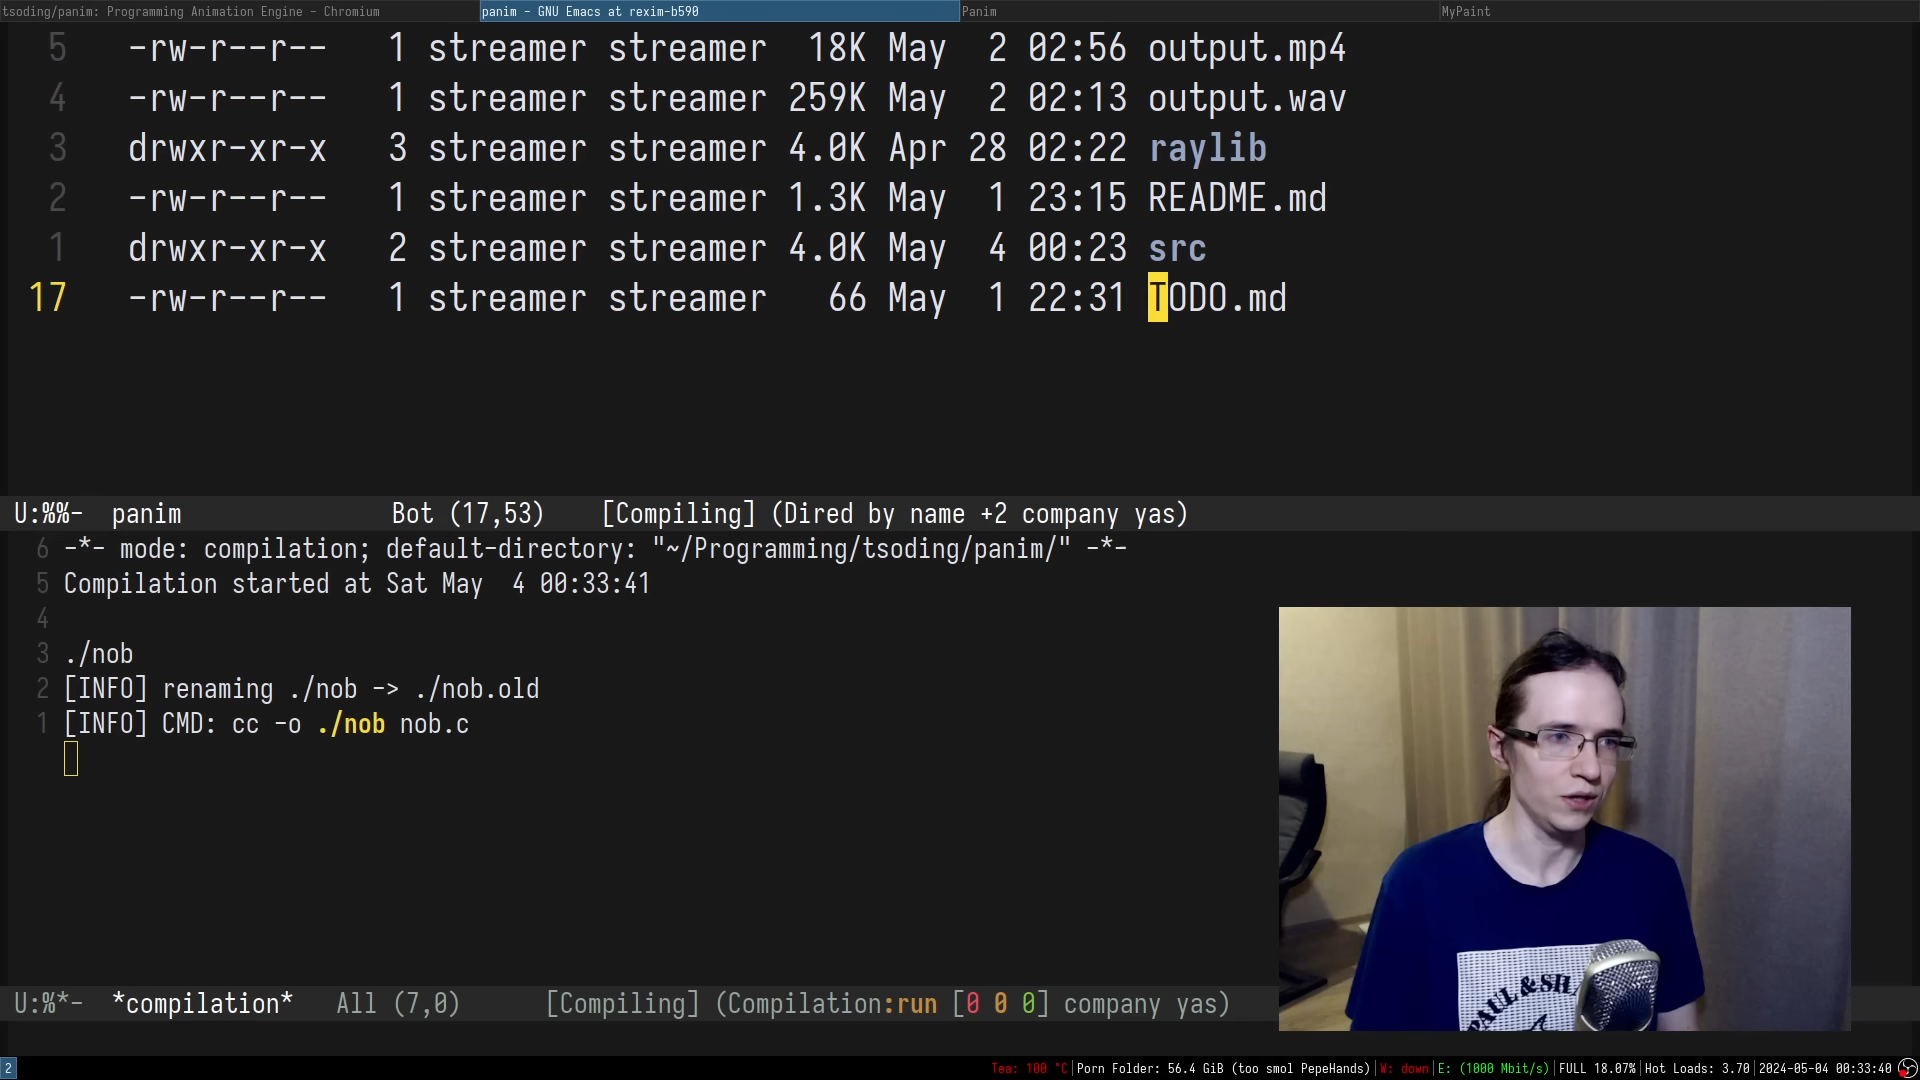 tsoding/panim: Programming Animation Engine - Chromium
panim - GNU Emacs at rexim-b590
Panim
MyPaint
5 -rw-r--r-- 1 streamer streamer 18K May 2 02:56 output.mp4
4 -rw-r--r-- 1 streamer streamer 259K May 2 02:13 output.wav
3 drwxr-xr-x 3 streamer streamer 4.0K Apr 28 02:22 raylib
2 -rw-r--r-- 1 streamer streamer 1.3K May 1 23:15 README.md
1 drwxr-xr-x 2 streamer streamer 4.0K May 4 00:23 src
17 -rw-r--r-- 1 streamer streamer 66 May 1 22:31 TODO.md
U:%%- panim Bot (17,53) [Compiling] (Dired by name +2 company yas)
6 -*- mode: compilation; default-directory: "~/Programming/tsoding/panim/" -*-
5 Compilation started at Sat May 4 00:33:41
4
3 ./nob
2 [INFO] renaming ./nob -> ./nob.old
1 [INFO] CMD: cc -o ./nob nob.c
PAUL & SH
U:%*- *compilation* All (7,0) [Compiling] (Compilation:run [0 0 0] company yas)
2
Tea: 100 °C|Porn Folder: 56.4 GiB (too smol PepeHands)|W: down|E: (1000 Mbit/s)|FULL 18.07%|Hot Loads: 3.70|2024-05-04 00:33:40